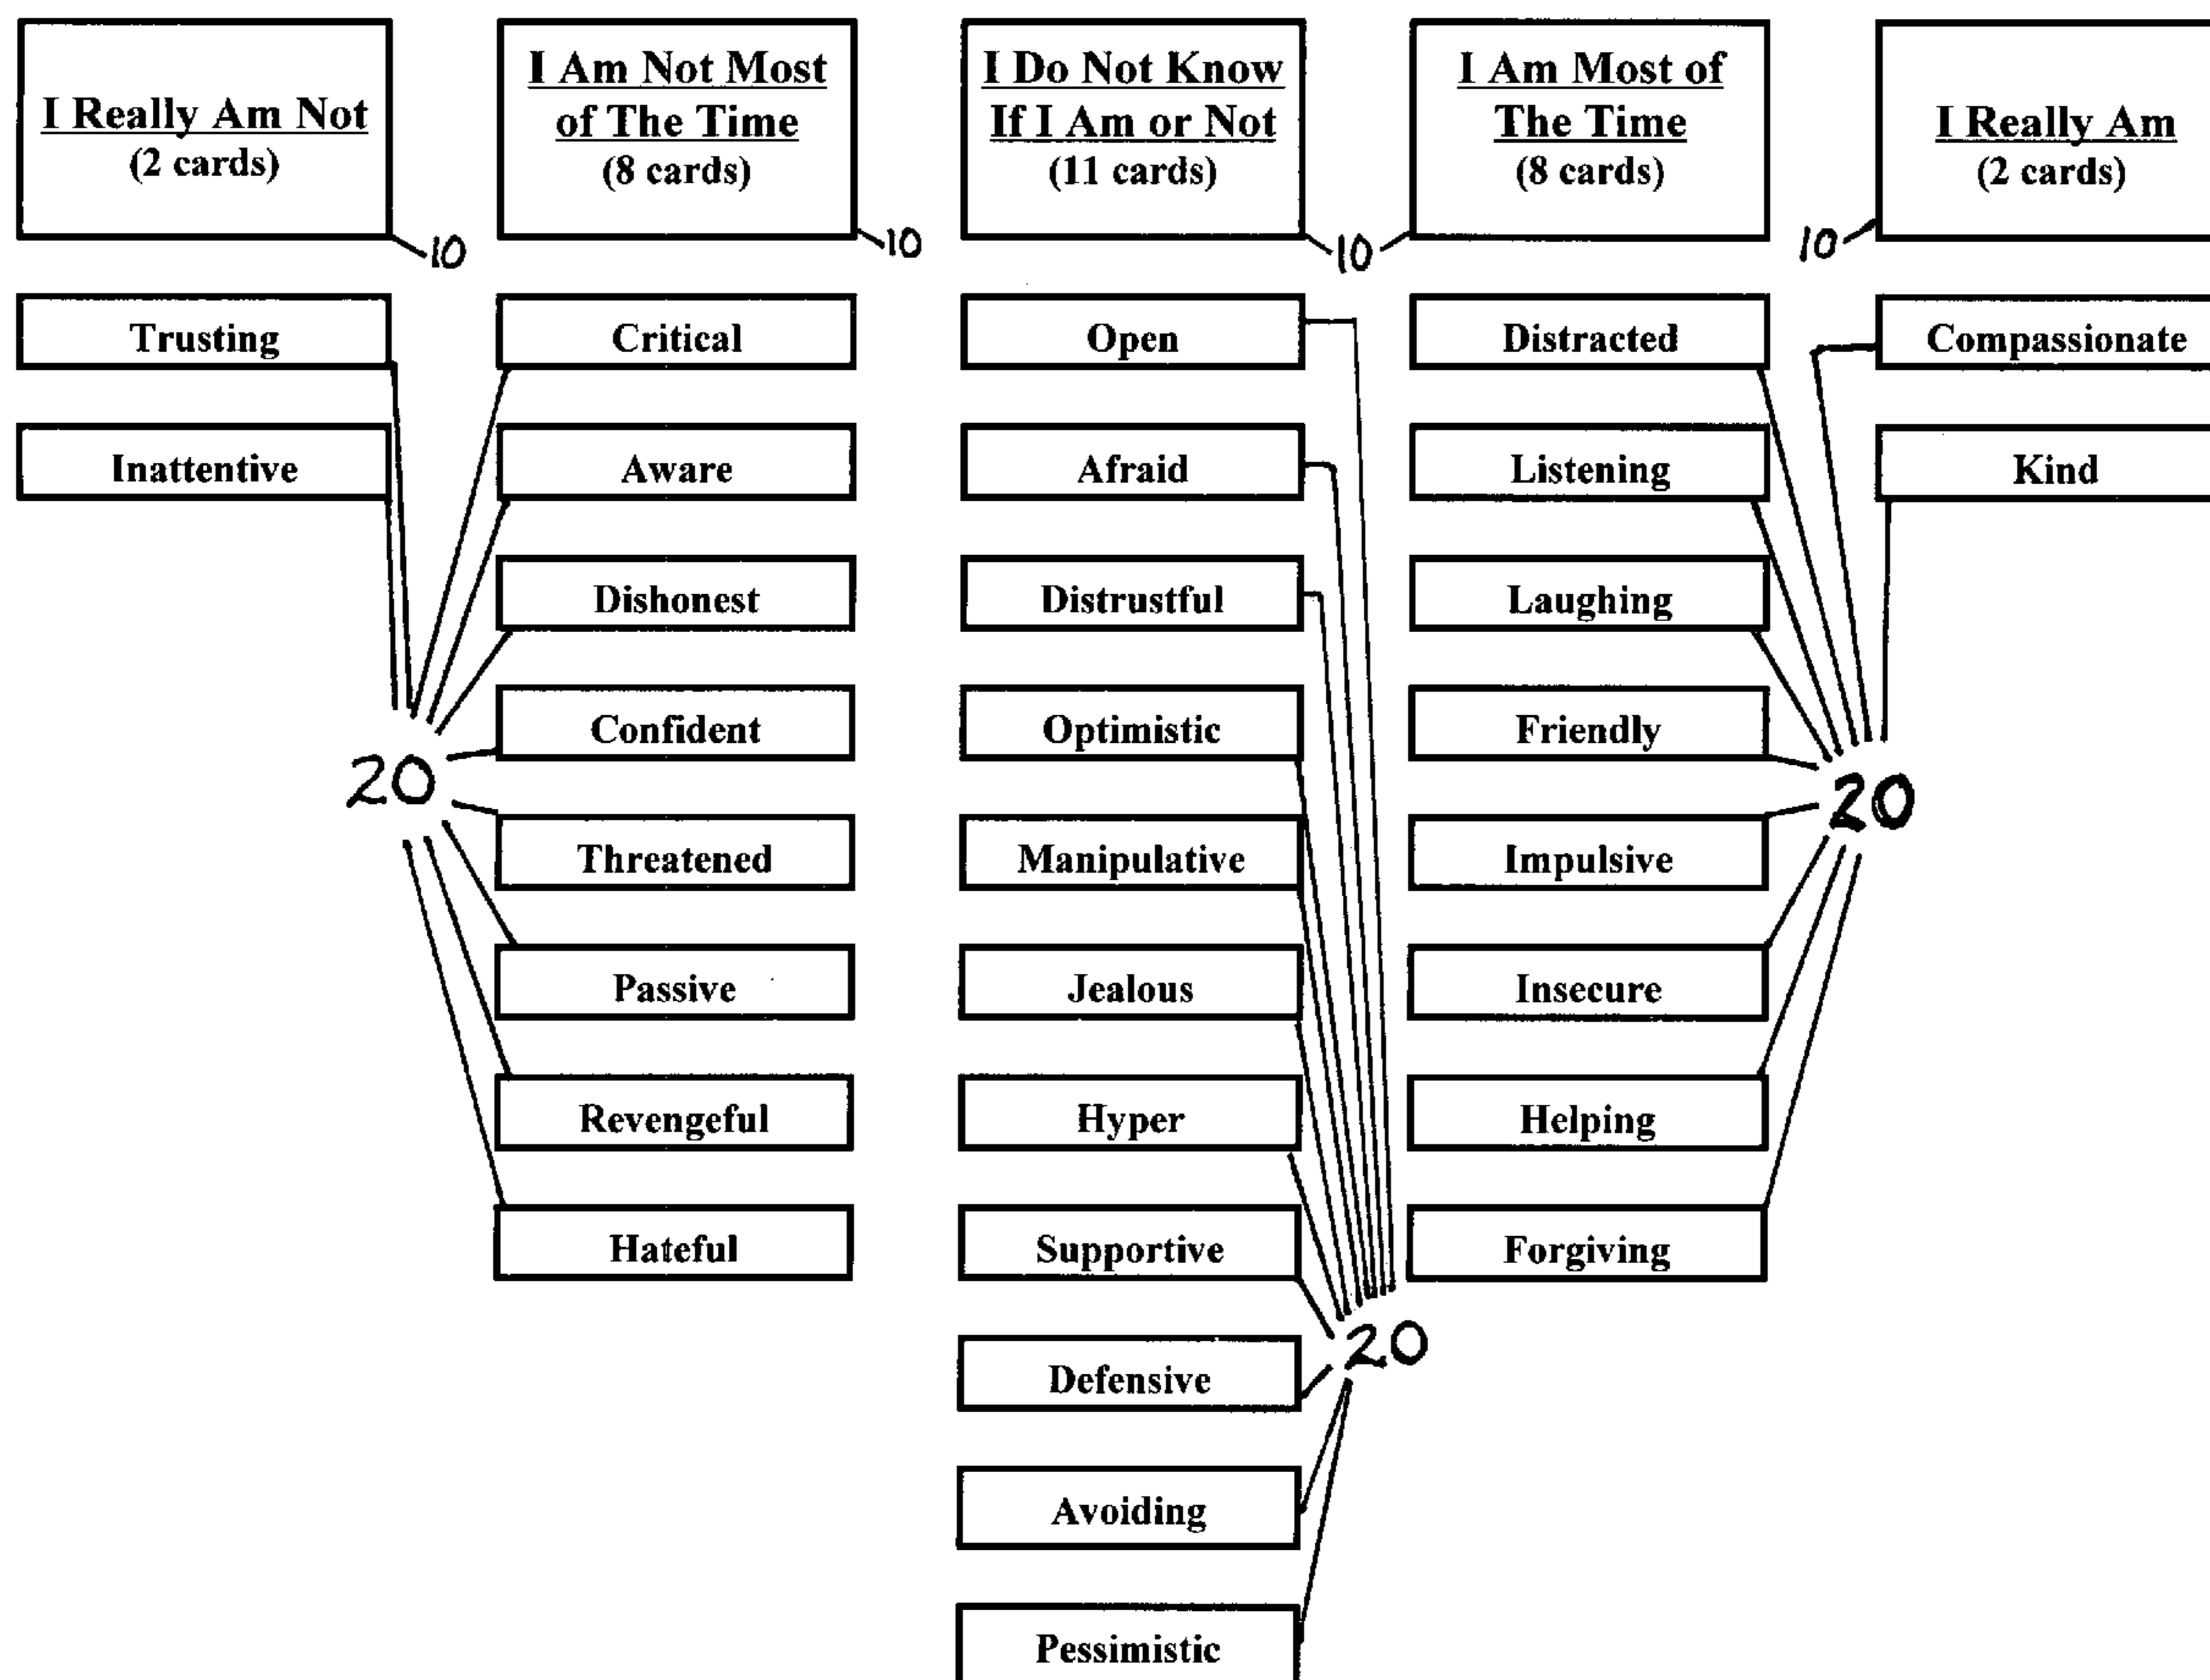 I Really Am Not
(2 cards)
I Am Not Most
of The Time
(8 cards)
I Do Not Know
If I Am or Not
(11 cards)
I Am Most of
The Time
(8 cards)
I Really Am
(2 cards)
10
10
10
10
Trusting
Inattentive
Critical
Aware
Dishonest
Confident
Threatened
Passive
Revengeful
Hateful
20
Open
Afraid
Distrustful
Optimistic
Manipulative
Jealous
Hyper
Supportive
Defensive
Avoiding
Pessimistic
20
Distracted
Listening
Laughing
Friendly
Impulsive
Insecure
Helping
Forgiving
Compassionate
Kind
20